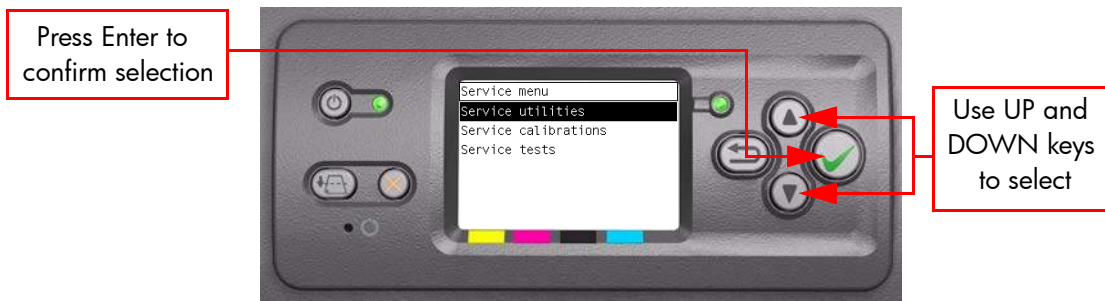 Press Enter to
confirm selection
Service menu
Service utilities
Service calibrations
Service tests
Use UP and
DOWN keys
to select